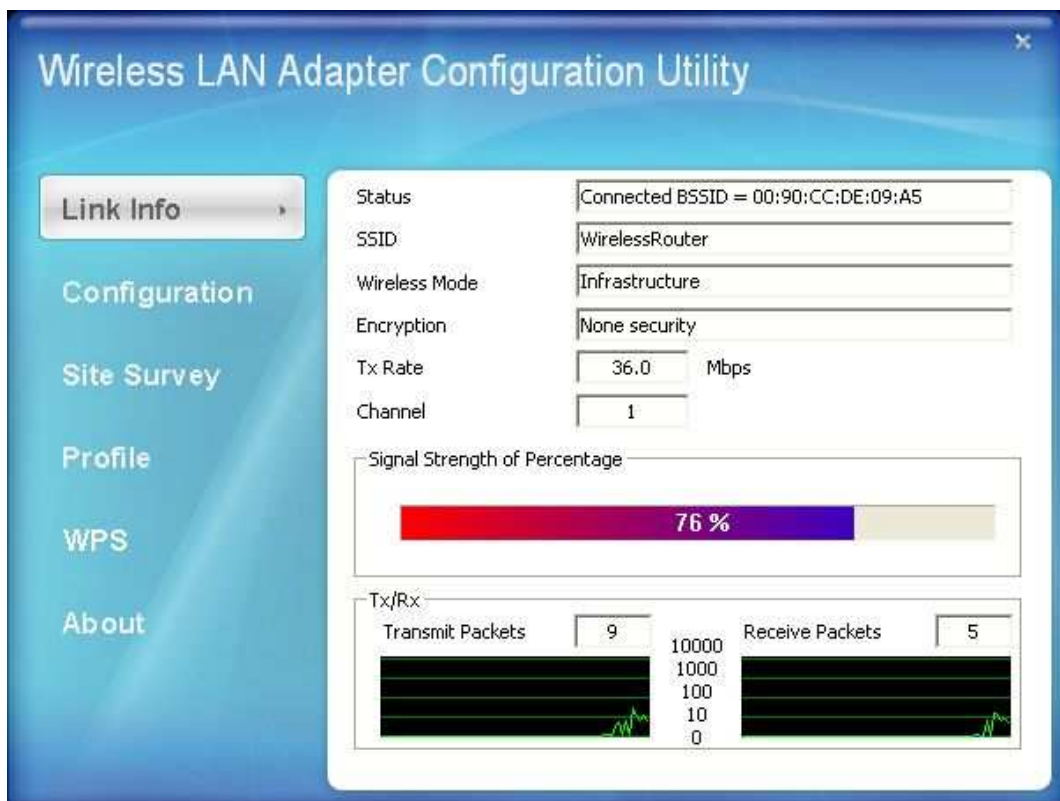 Wireless LAN Adapter Configuration Utility
Link Info
Configuration
Site Survey
Profile
WPS
About
Status Connected BSSID = 00:90:CC:DE:09:A5
SSID WirelessRouter
Wireless Mode Infrastructure
Encryption None security
Tx Rate 36.0 Mbps
Channel 1
Signal Strength of Percentage
76 %
Tx/Rx
Transmit Packets 9
10000
1000
100
10
0
Receive Packets 5